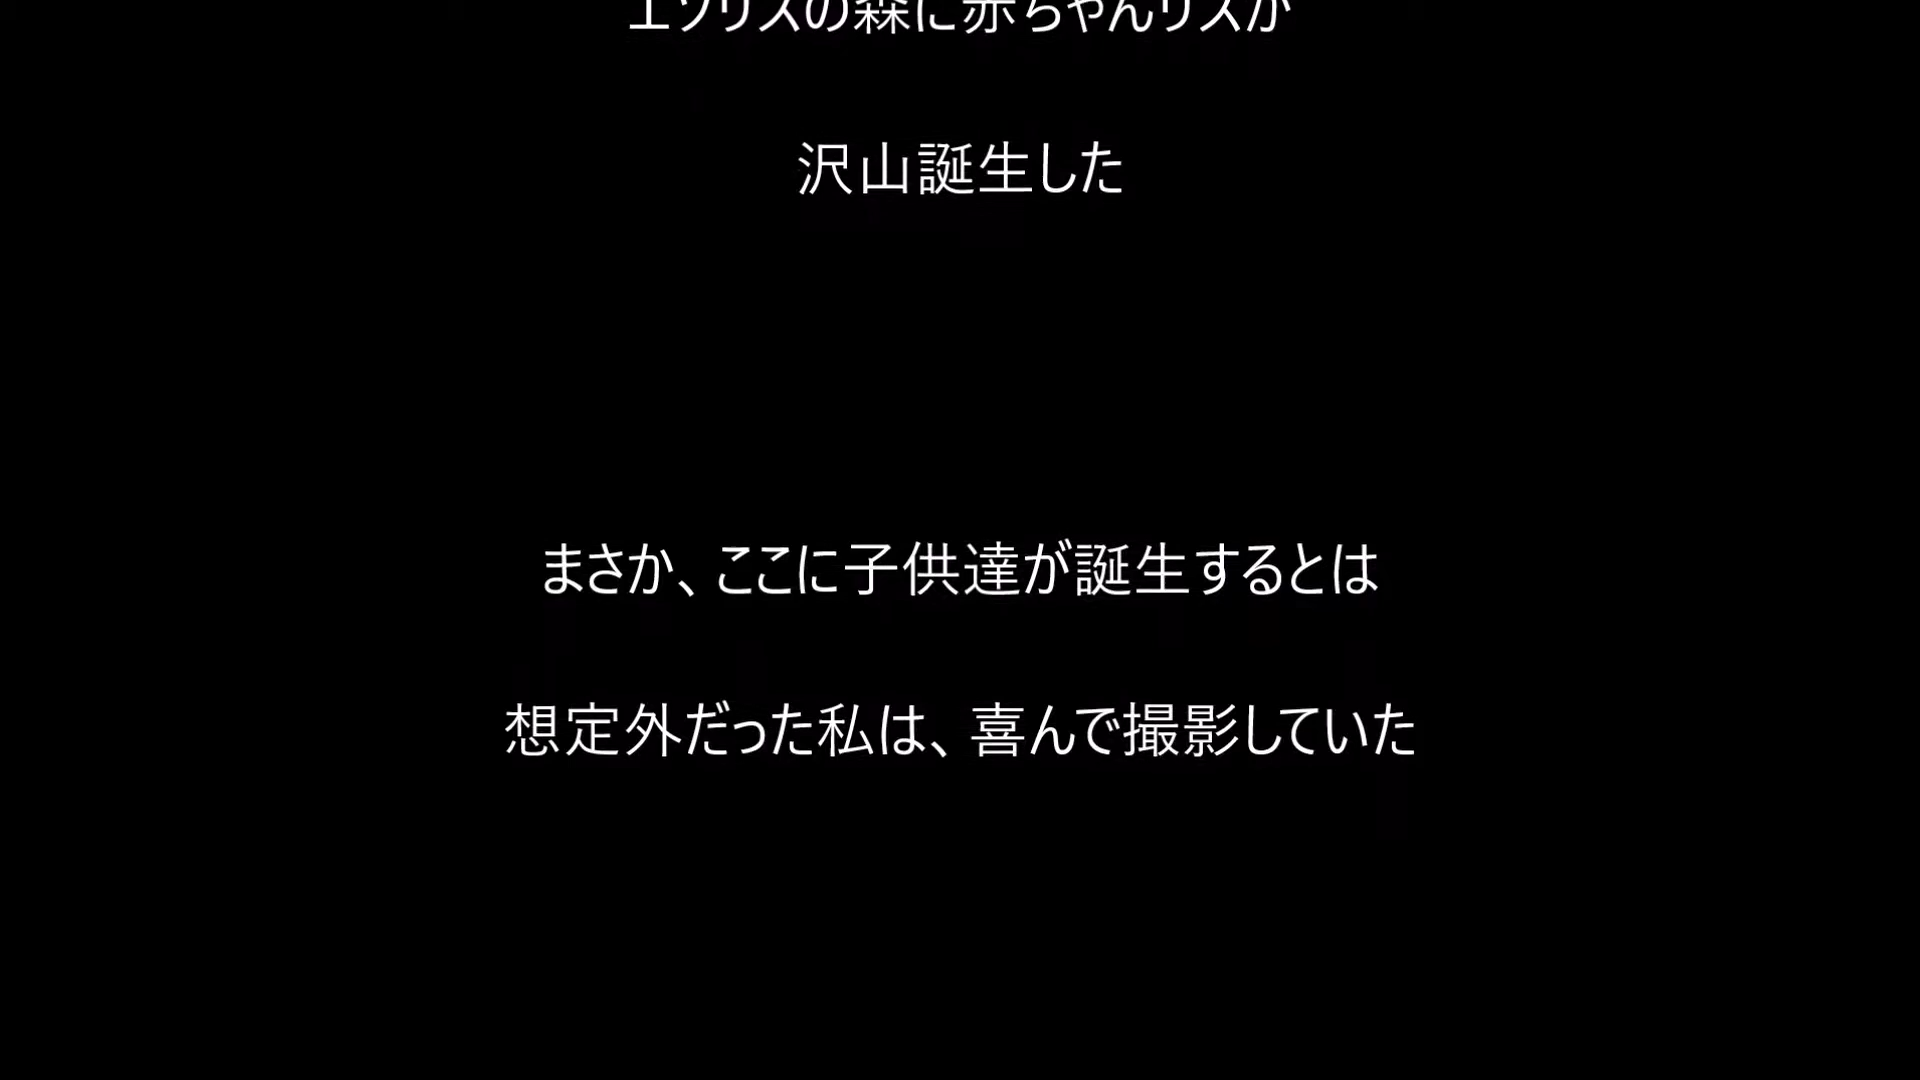 エゾリスの森に赤ちゃんリスが
沢山誕生した
まさか、ここに子供達が誕生するとは
想定外だった私は、喜んで撮影していた